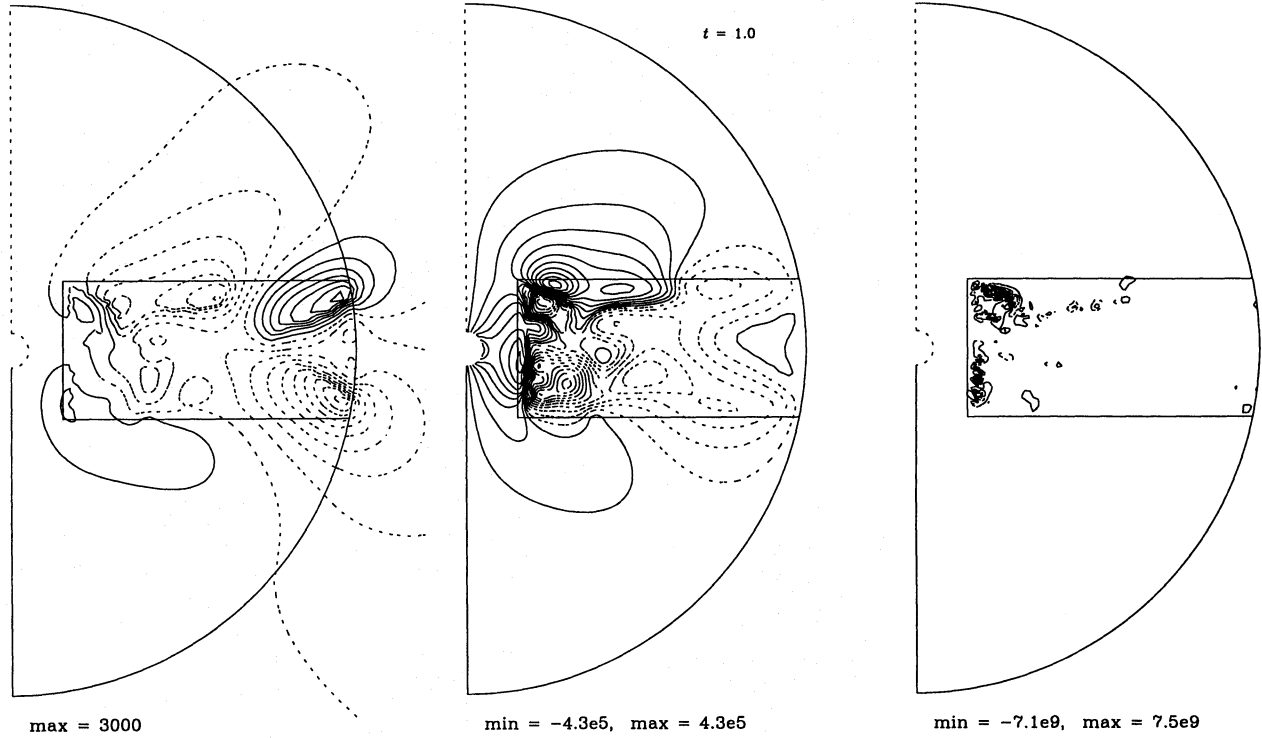 t = 1.0
max = 3000
min = −4.3e5, max = 4.3e5
min = −7.1e9, max = 7.5e9